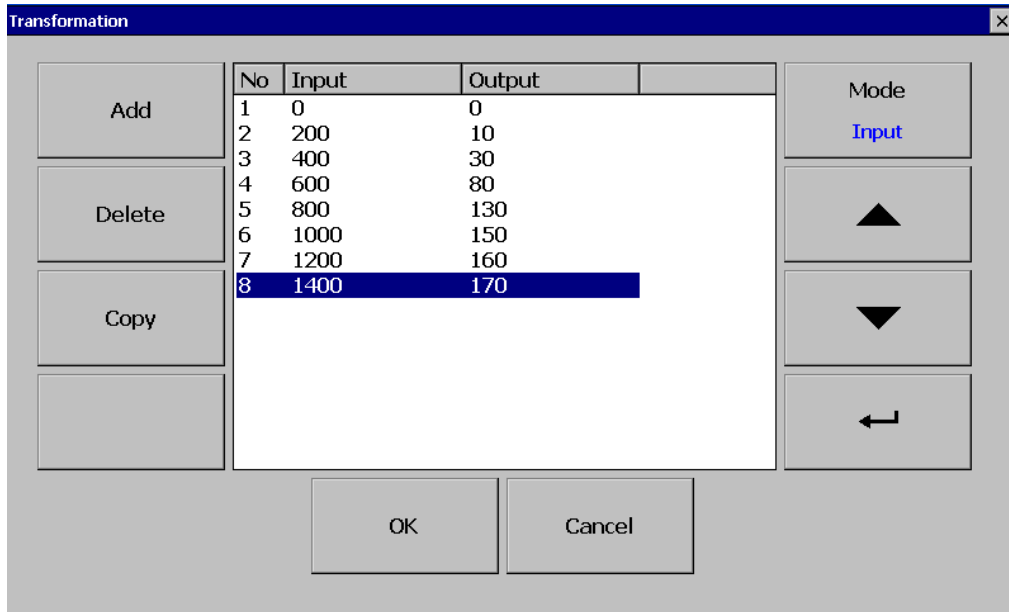 Transformation
Add
Delete
Copy
No Input Output
1 0 0
2 200 10
3 400 30
4 600 80
5 800 130
6 1000 150
7 1200 160
8 1400 170
Mode
Input
OK
Cancel